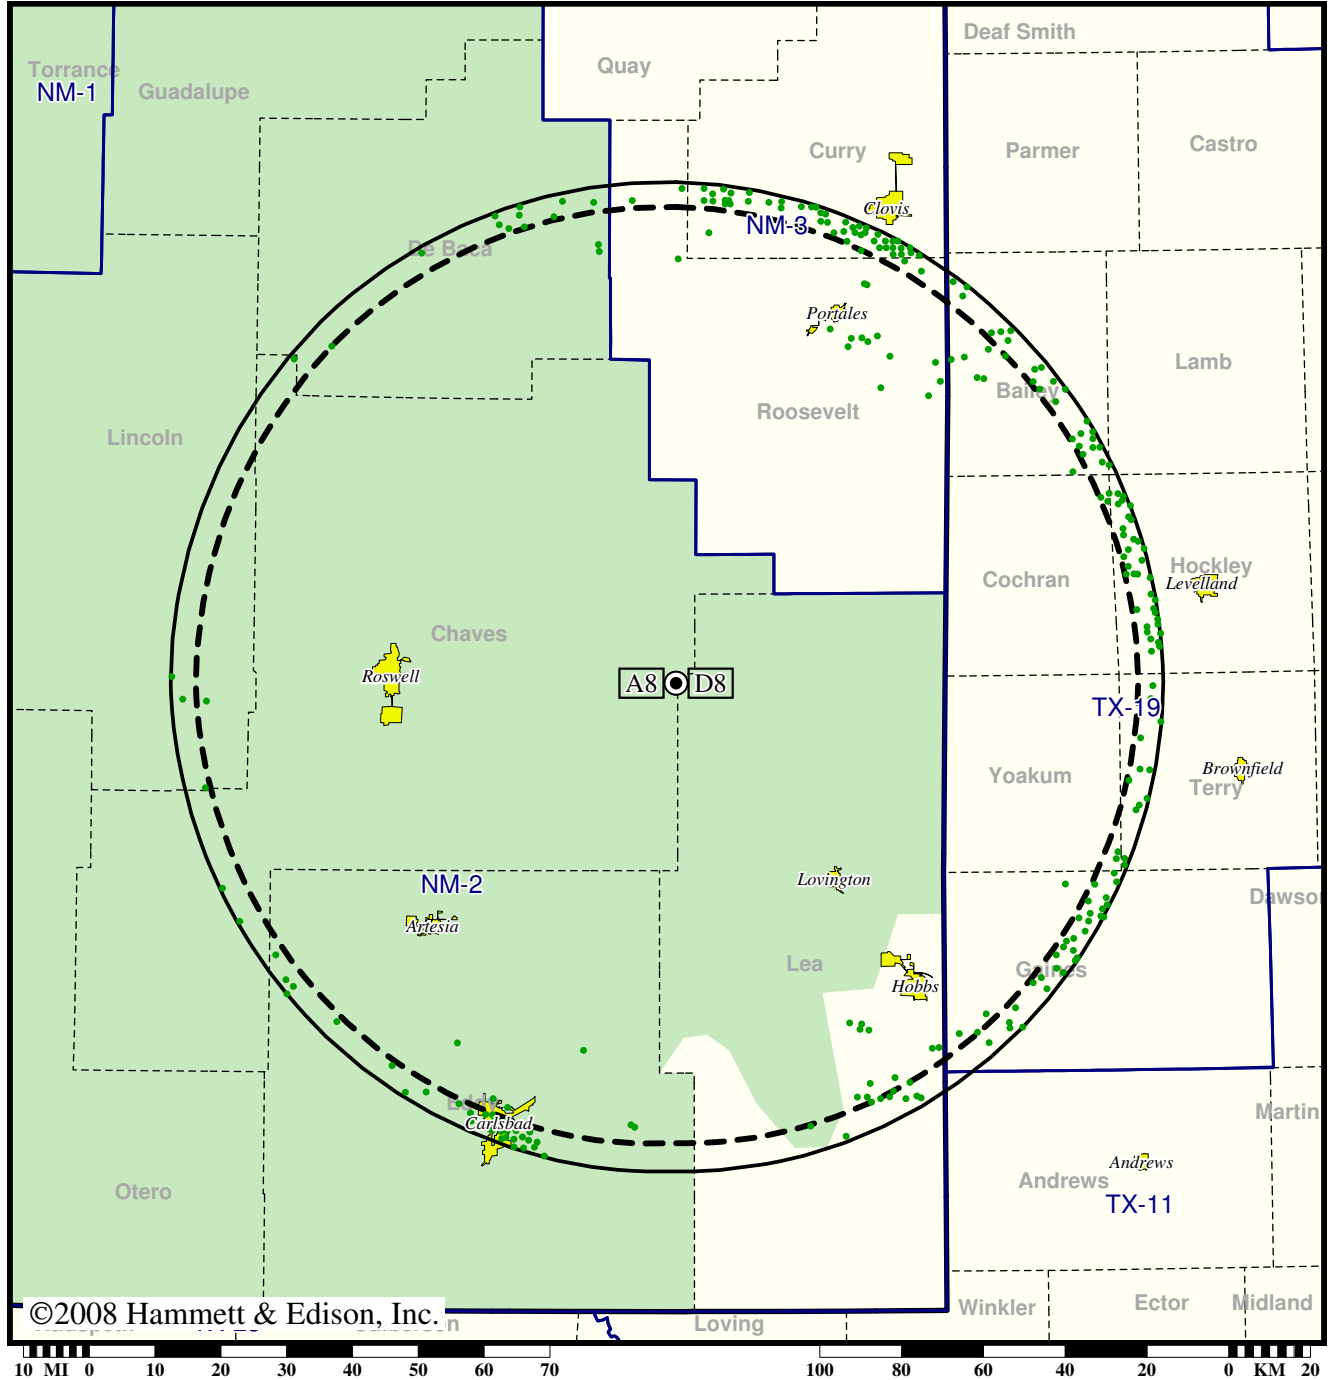 Deaf Smith
Torrance
Quay
NM-1
Guadalupe
Curry
Parmer
Castro
Clovis
NM-3
De Baca
Portales
Lamb
Bailey
Roosevelt
Lincoln
Hockley
Cochran
Levelland
Chaves
Roswell
A8
D8
TX-19
Yoakum
Brownfield
Terry
Lovington
NM-2
Dawson
Artesia
Lea
Gaines
Hobbs
Eddy
Carlsbad
Martin
Andrews
Andrews
Otero
TX-11
©2008 Hammett & Edison, Inc.
Winkler
Ector
Midland
Loving
10 MI 0 10 20 30 40 50 60 70
100 80 60 40 20 0 KM 20